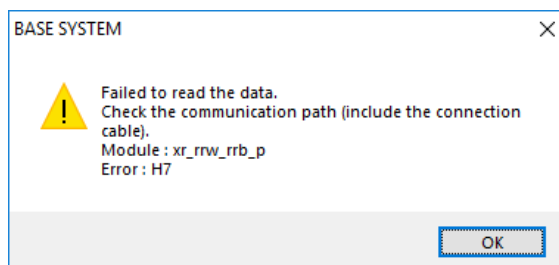 BASE SYSTEM
Failed to read the data.
Check the communication path (include the connection
cable).
Module : xr_rrw_rrb_p
Error : H7
OK